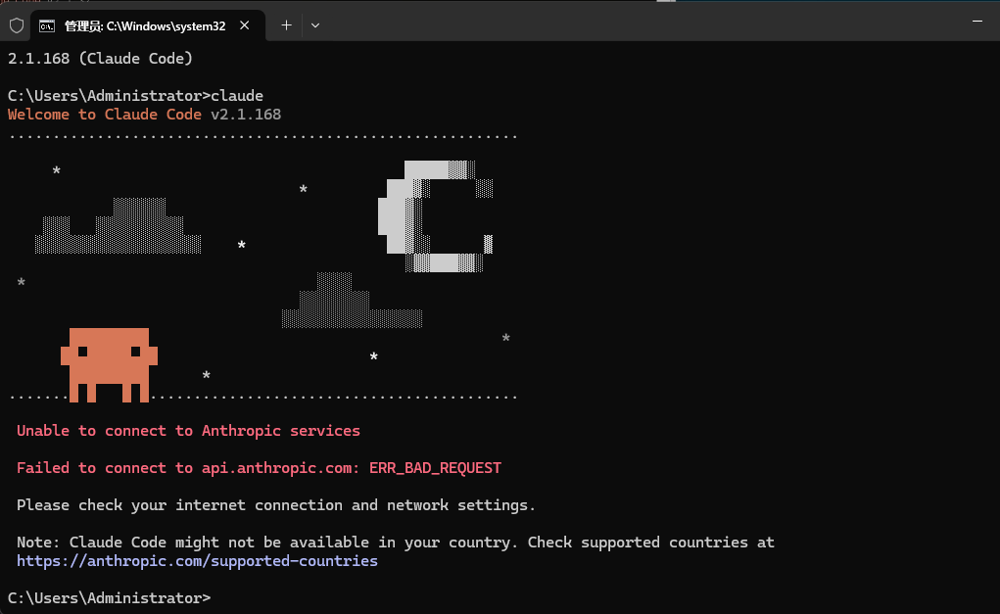 管理员: C:\Windows\system32
2.1.168 (Claude Code)
C:\Users\Administrator>claude
Welcome to Claude Code v2.1.168
Unable to connect to Anthropic services
Failed to connect to api.anthropic.com: ERR_BAD_REQUEST
Please check your internet connection and network settings.
Note: Claude Code might not be available in your country. Check supported countries at
https://anthropic.com/supported-countries
C:\Users\Administrator>